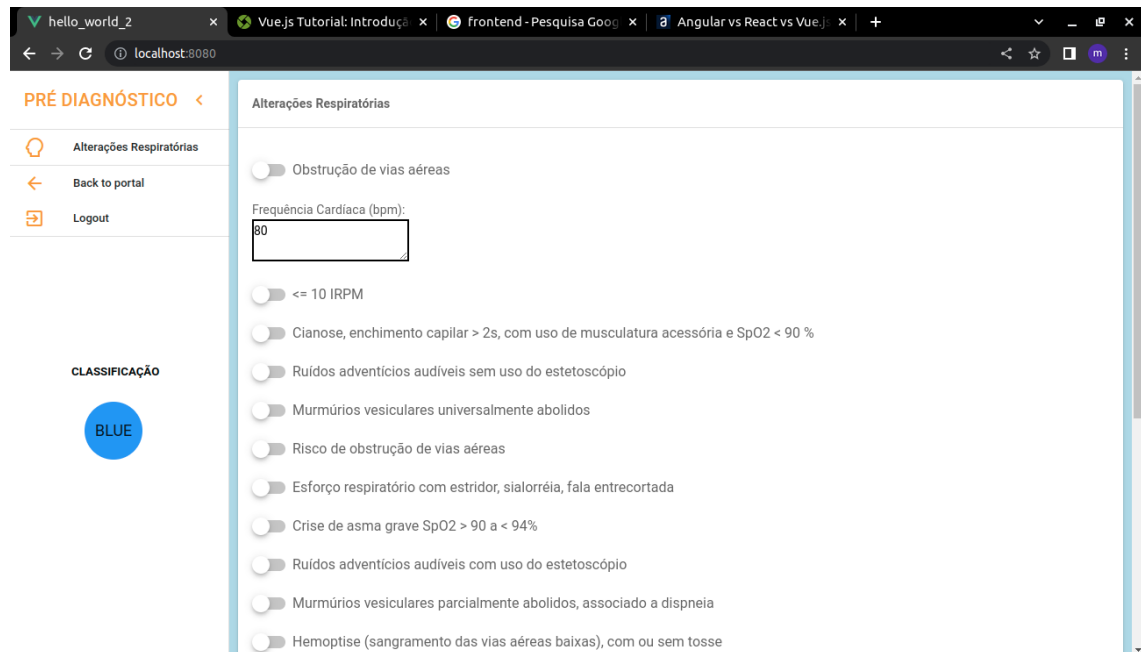 hello_world_2
Vue.js Tutorial: Introduçã
frontend - Pesquisa Goog
Angular vs React vs Vue.js
localhost:8080
m
PRÉ DIAGNÓSTICO
Alterações Respiratórias
Back to portal
Logout
CLASSIFICAÇÃO
BLUE
Alterações Respiratórias
Obstrução de vias aéreas
Frequência Cardíaca (bpm):
80
<= 10 IRPM
Cianose, enchimento capilar > 2s, com uso de musculatura acessória e SpO2 < 90 %
Ruídos adventícios audíveis sem uso do estetoscópio
Murmúrios vesiculares universalmente abolidos
Risco de obstrução de vias aéreas
Esforço respiratório com estridor, sialorréia, fala entrecortada
Crise de asma grave SpO2 > 90 a < 94%
Ruídos adventícios audíveis com uso do estetoscópio
Murmúrios vesiculares parcialmente abolidos, associado a dispneia
Hemoptise (sangramento das vias aéreas baixas), com ou sem tosse